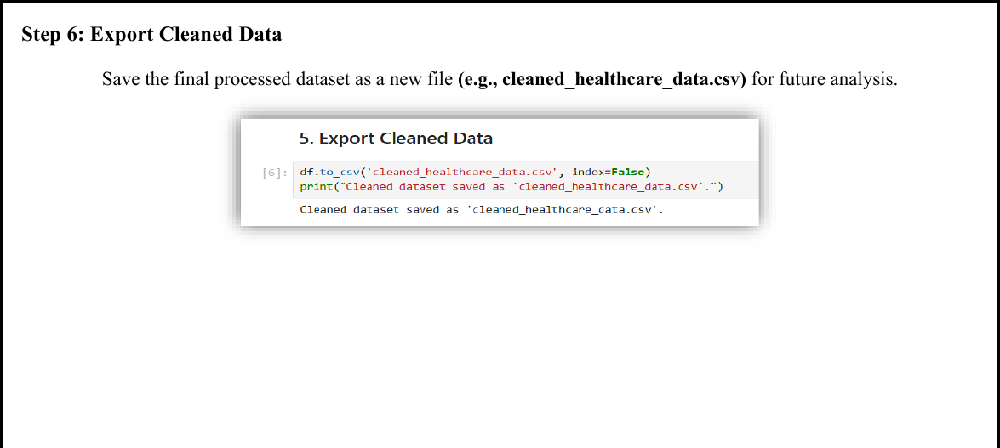 Step 6: Export Cleaned Data
Save the final processed dataset as a new file (e.g., cleaned_healthcare_data.csv) for future analysis.
5. Export Cleaned Data
[6]: df.to_csv('cleaned_healthcare_data.csv', index=False)
print("Cleaned dataset saved as 'cleaned_healthcare_data.csv'.")
Cleaned dataset saved as 'cleaned_healthcare_data.csv'.